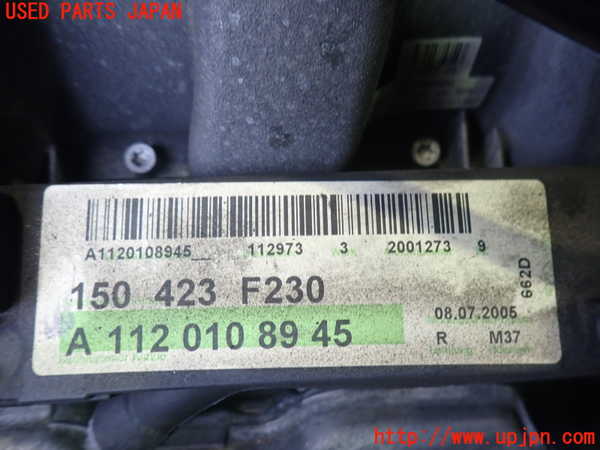 USED PARTS JAPAN
A1120108945__ 112973 3 2001273 9
150 423 F230
A 112 010 89 45
08.07.2005
R M37
662D
U PARTS
http://www.upjpn.com/